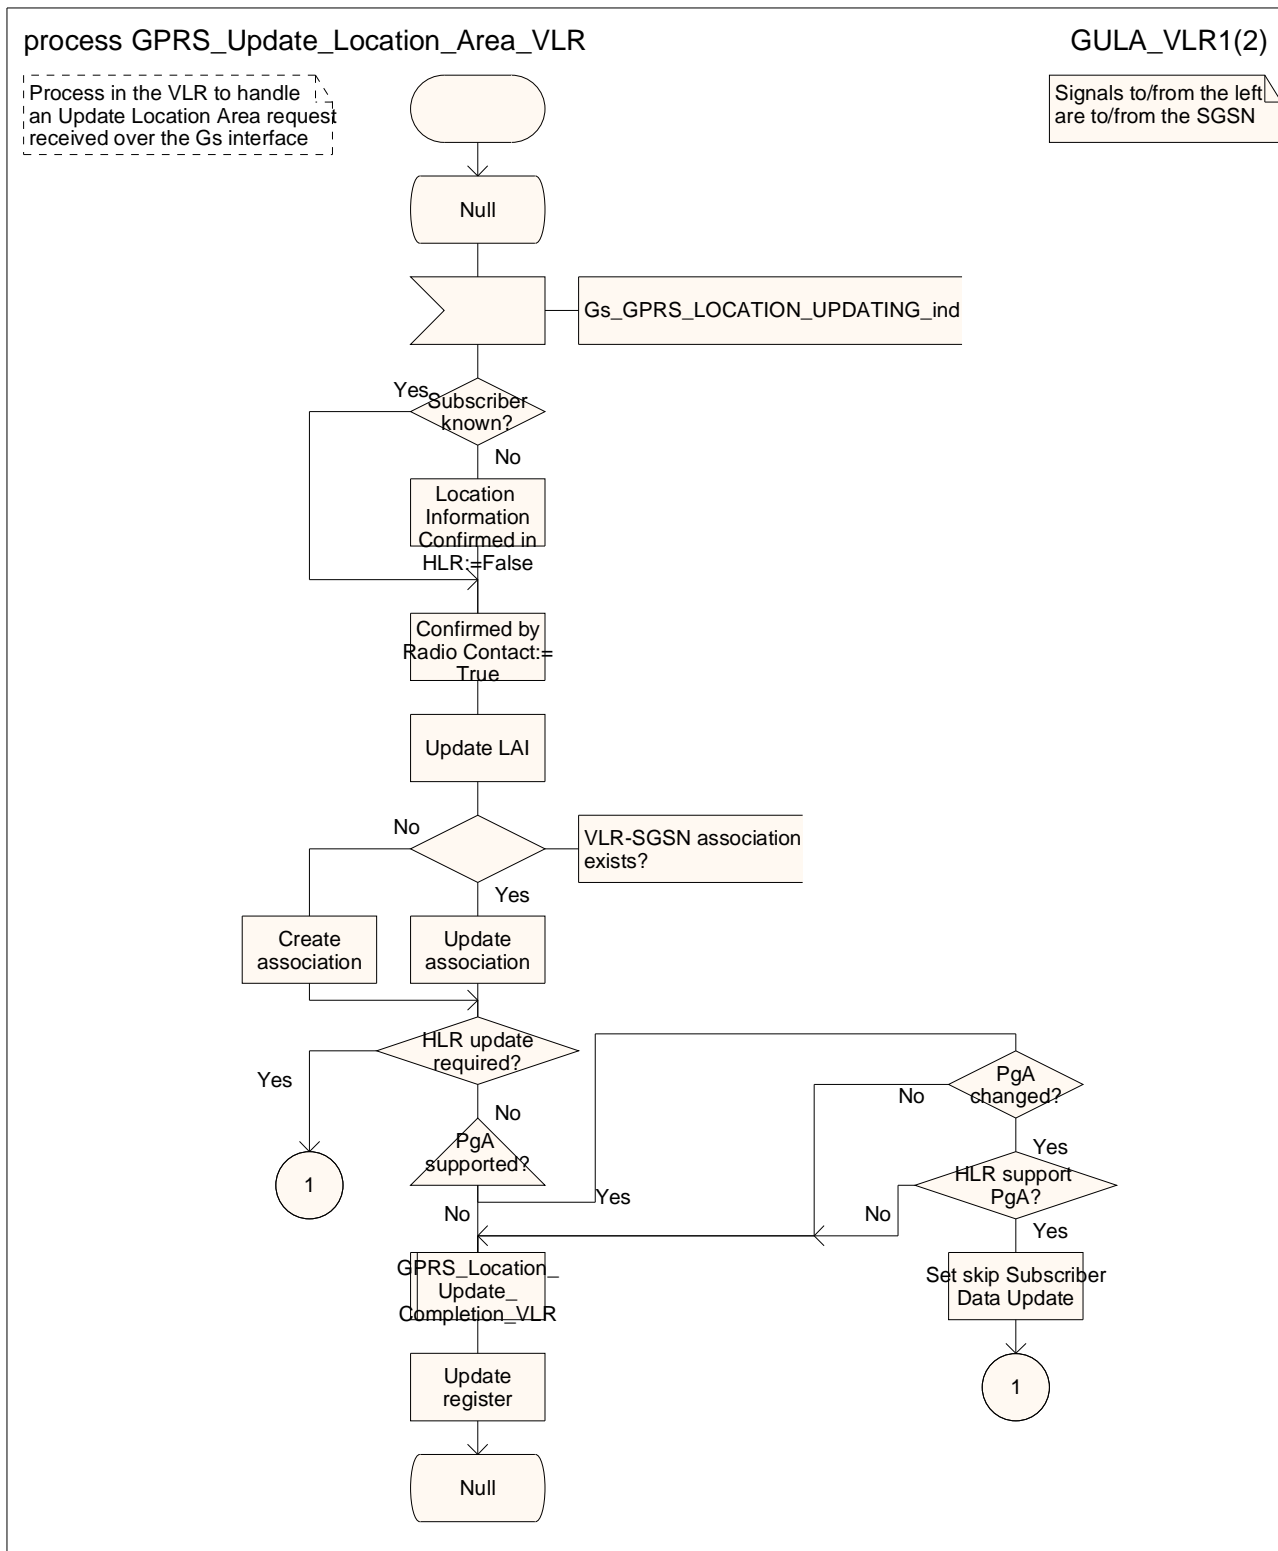 process GPRS_Update_Location_Area_VLR
GULA_VLR1(2)
Process in the VLR to handle
an Update Location Area request
received over the Gs interface
Signals to/from the left
are to/from the SGSN
Null
Gs_GPRS_LOCATION_UPDATING_ind
Yes
Subscriber
known?
No
Location
Information
Confirmed in
HLR:=False
Confirmed by
Radio Contact:=
True
Update LAI
No
VLR-SGSN association
exists?
Yes
Create
association
Update
association
HLR update
required?
Yes
No
PgA
changed?
No
PgA
supported?
Yes
HLR support
PgA?
1
Yes
No
No
Yes
GPRS_Location_
Update_
Completion_VLR
Set skip Subscriber
Data Update
Update
register
1
Null